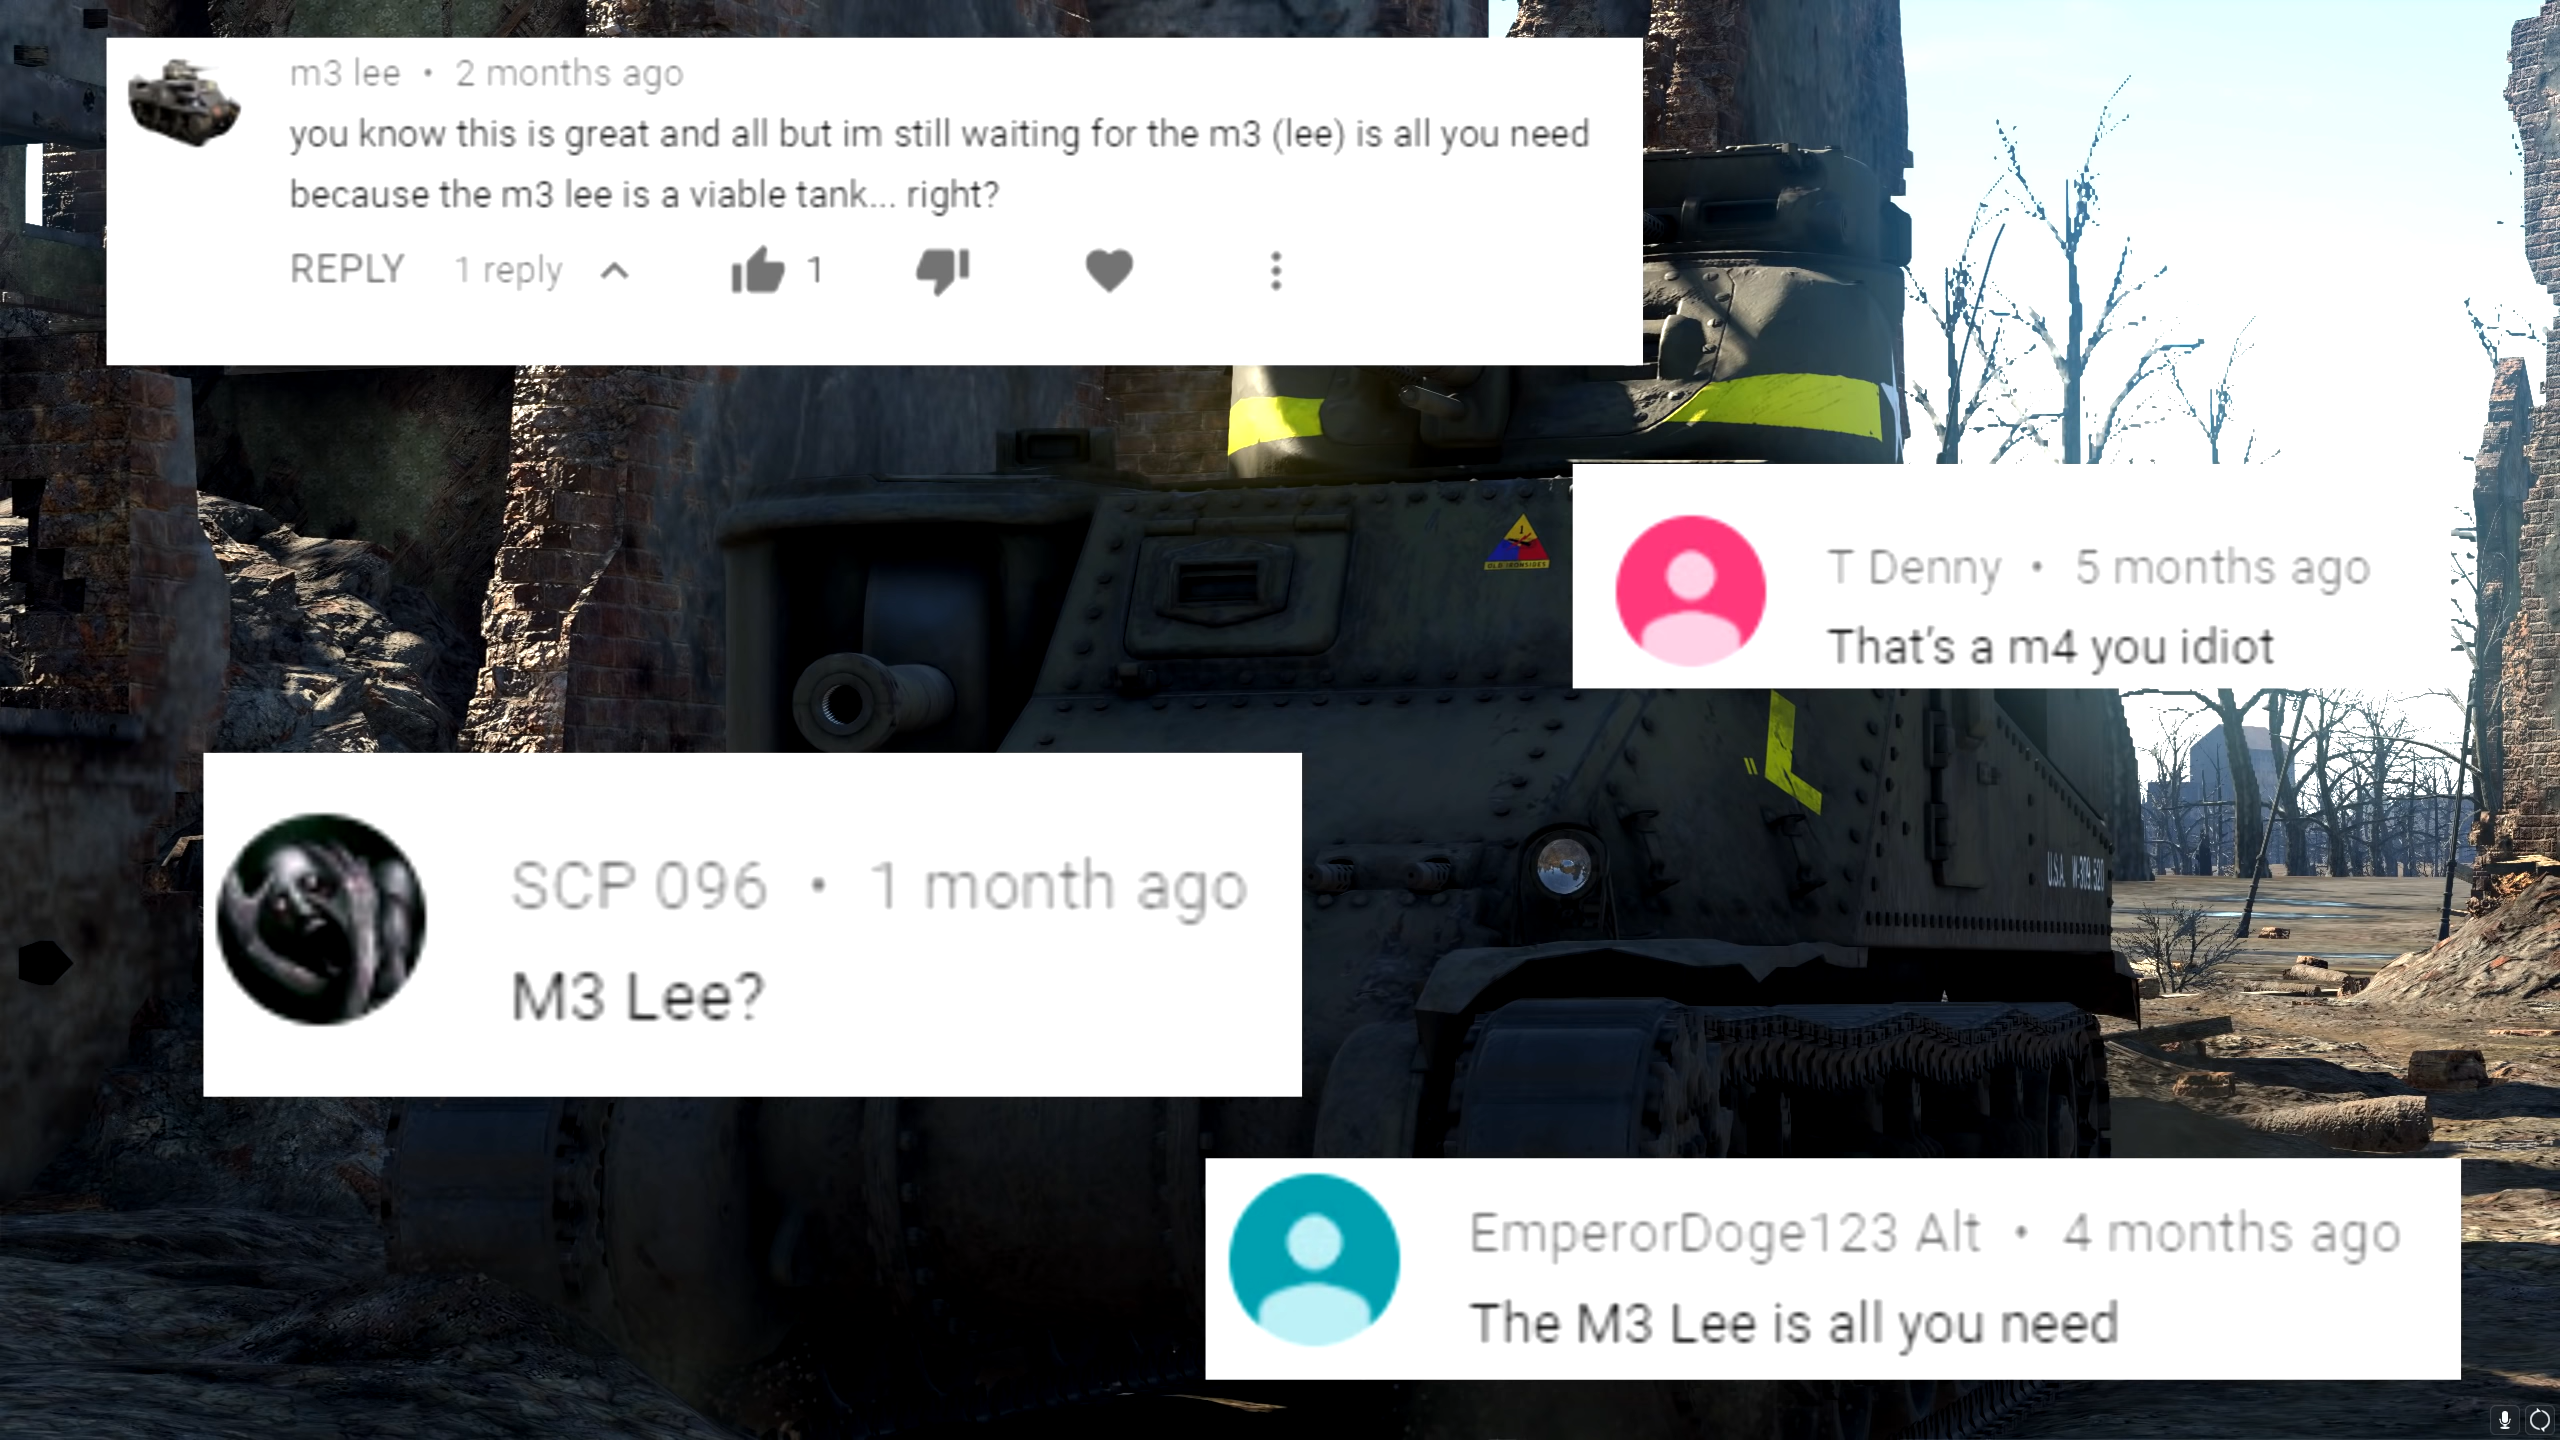 m3 lee • 2 months ago
you know this is great and all but im still waiting for the m3 (lee) is all you need
because the m3 lee is a viable tank... right?
REPLY 1 reply 1
OLD IRONSIDES
T Denny • 5 months ago
That's a m4 you idiot
SCP 096 • 1 month ago
M3 Lee?
U.S.A.
EmperorDoge123 Alt • 4 months ago
The M3 Lee is all you need